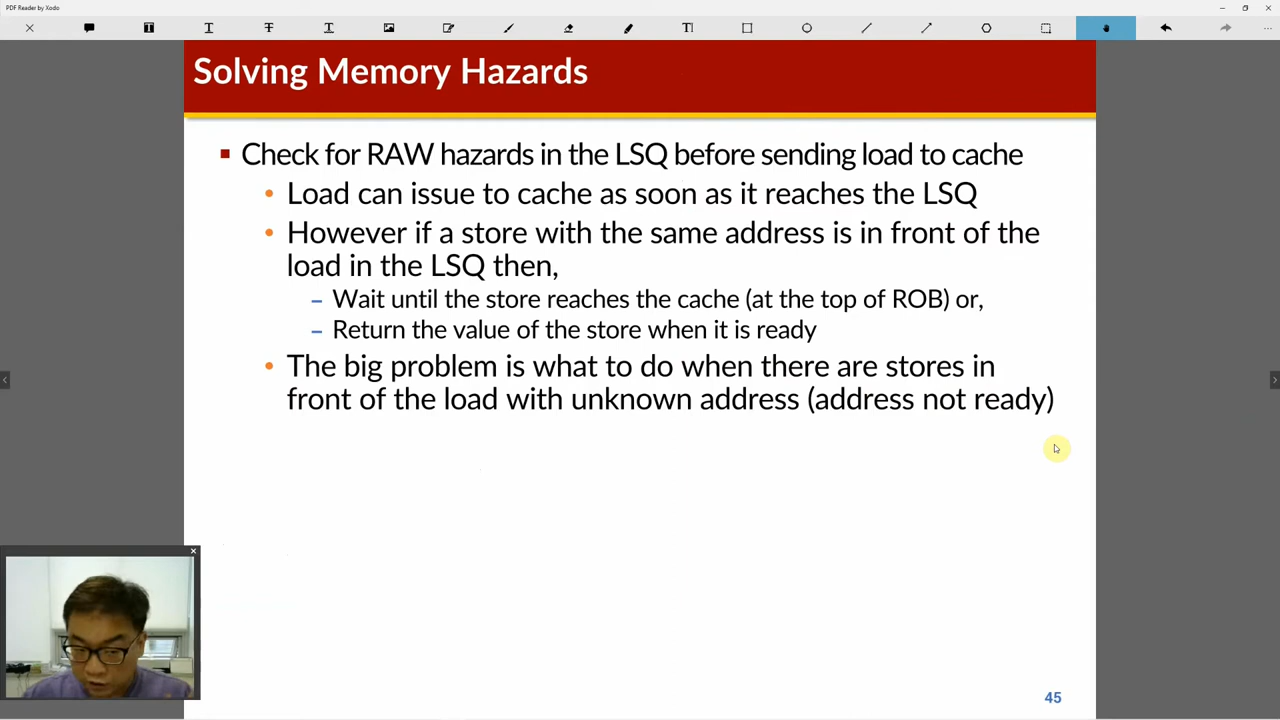 PDF Reader by Xodo
Solving Memory Hazards
Check for RAW hazards in the LSQ before sending load to cache
Load can issue to cache as soon as it reaches the LSQ
However if a store with the same address is in front of the
load in the LSQ then,
Wait until the store reaches the cache (at the top of ROB) or,
Return the value of the store when it is ready
The big problem is what to do when there are stores in
front of the load with unknown address (address not ready)
45